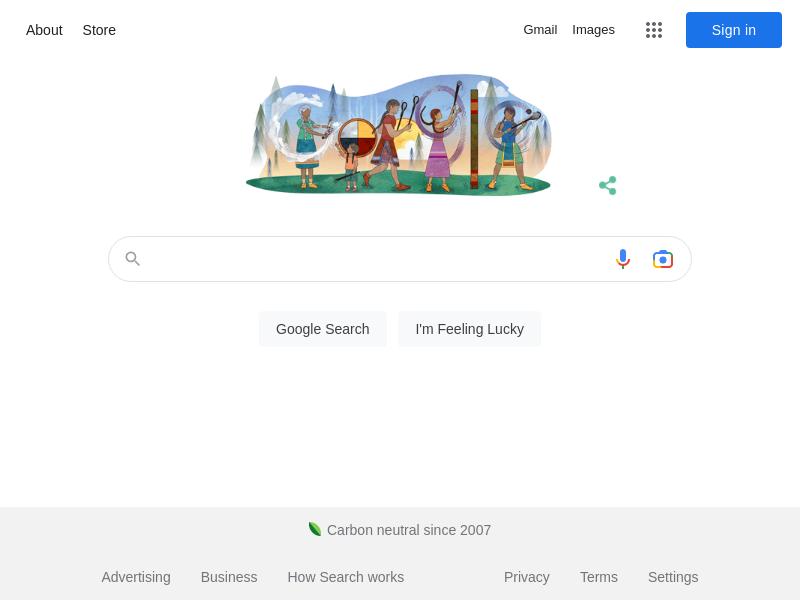 About Store Gmail Images Sign in
Google Search I'm Feeling Lucky
Carbon neutral since 2007
Advertising Business How Search works Privacy Terms Settings